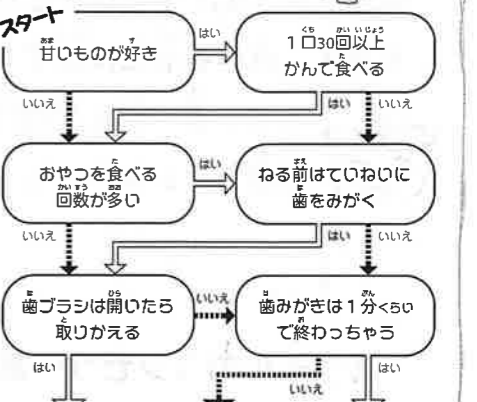 スタート
甘いものが好き
はい
1口30回以上
かんで食べる
いいえ
はい
いいえ
おやつを食べる
回数が多い
はい
ねる前はていねいに
歯をみがく
いいえ
はい
いいえ
歯ブラシは開いたら
取りかえる
いいえ
歯みがきは1分くらい
で終わっちゃう
はい
いいえ
はい